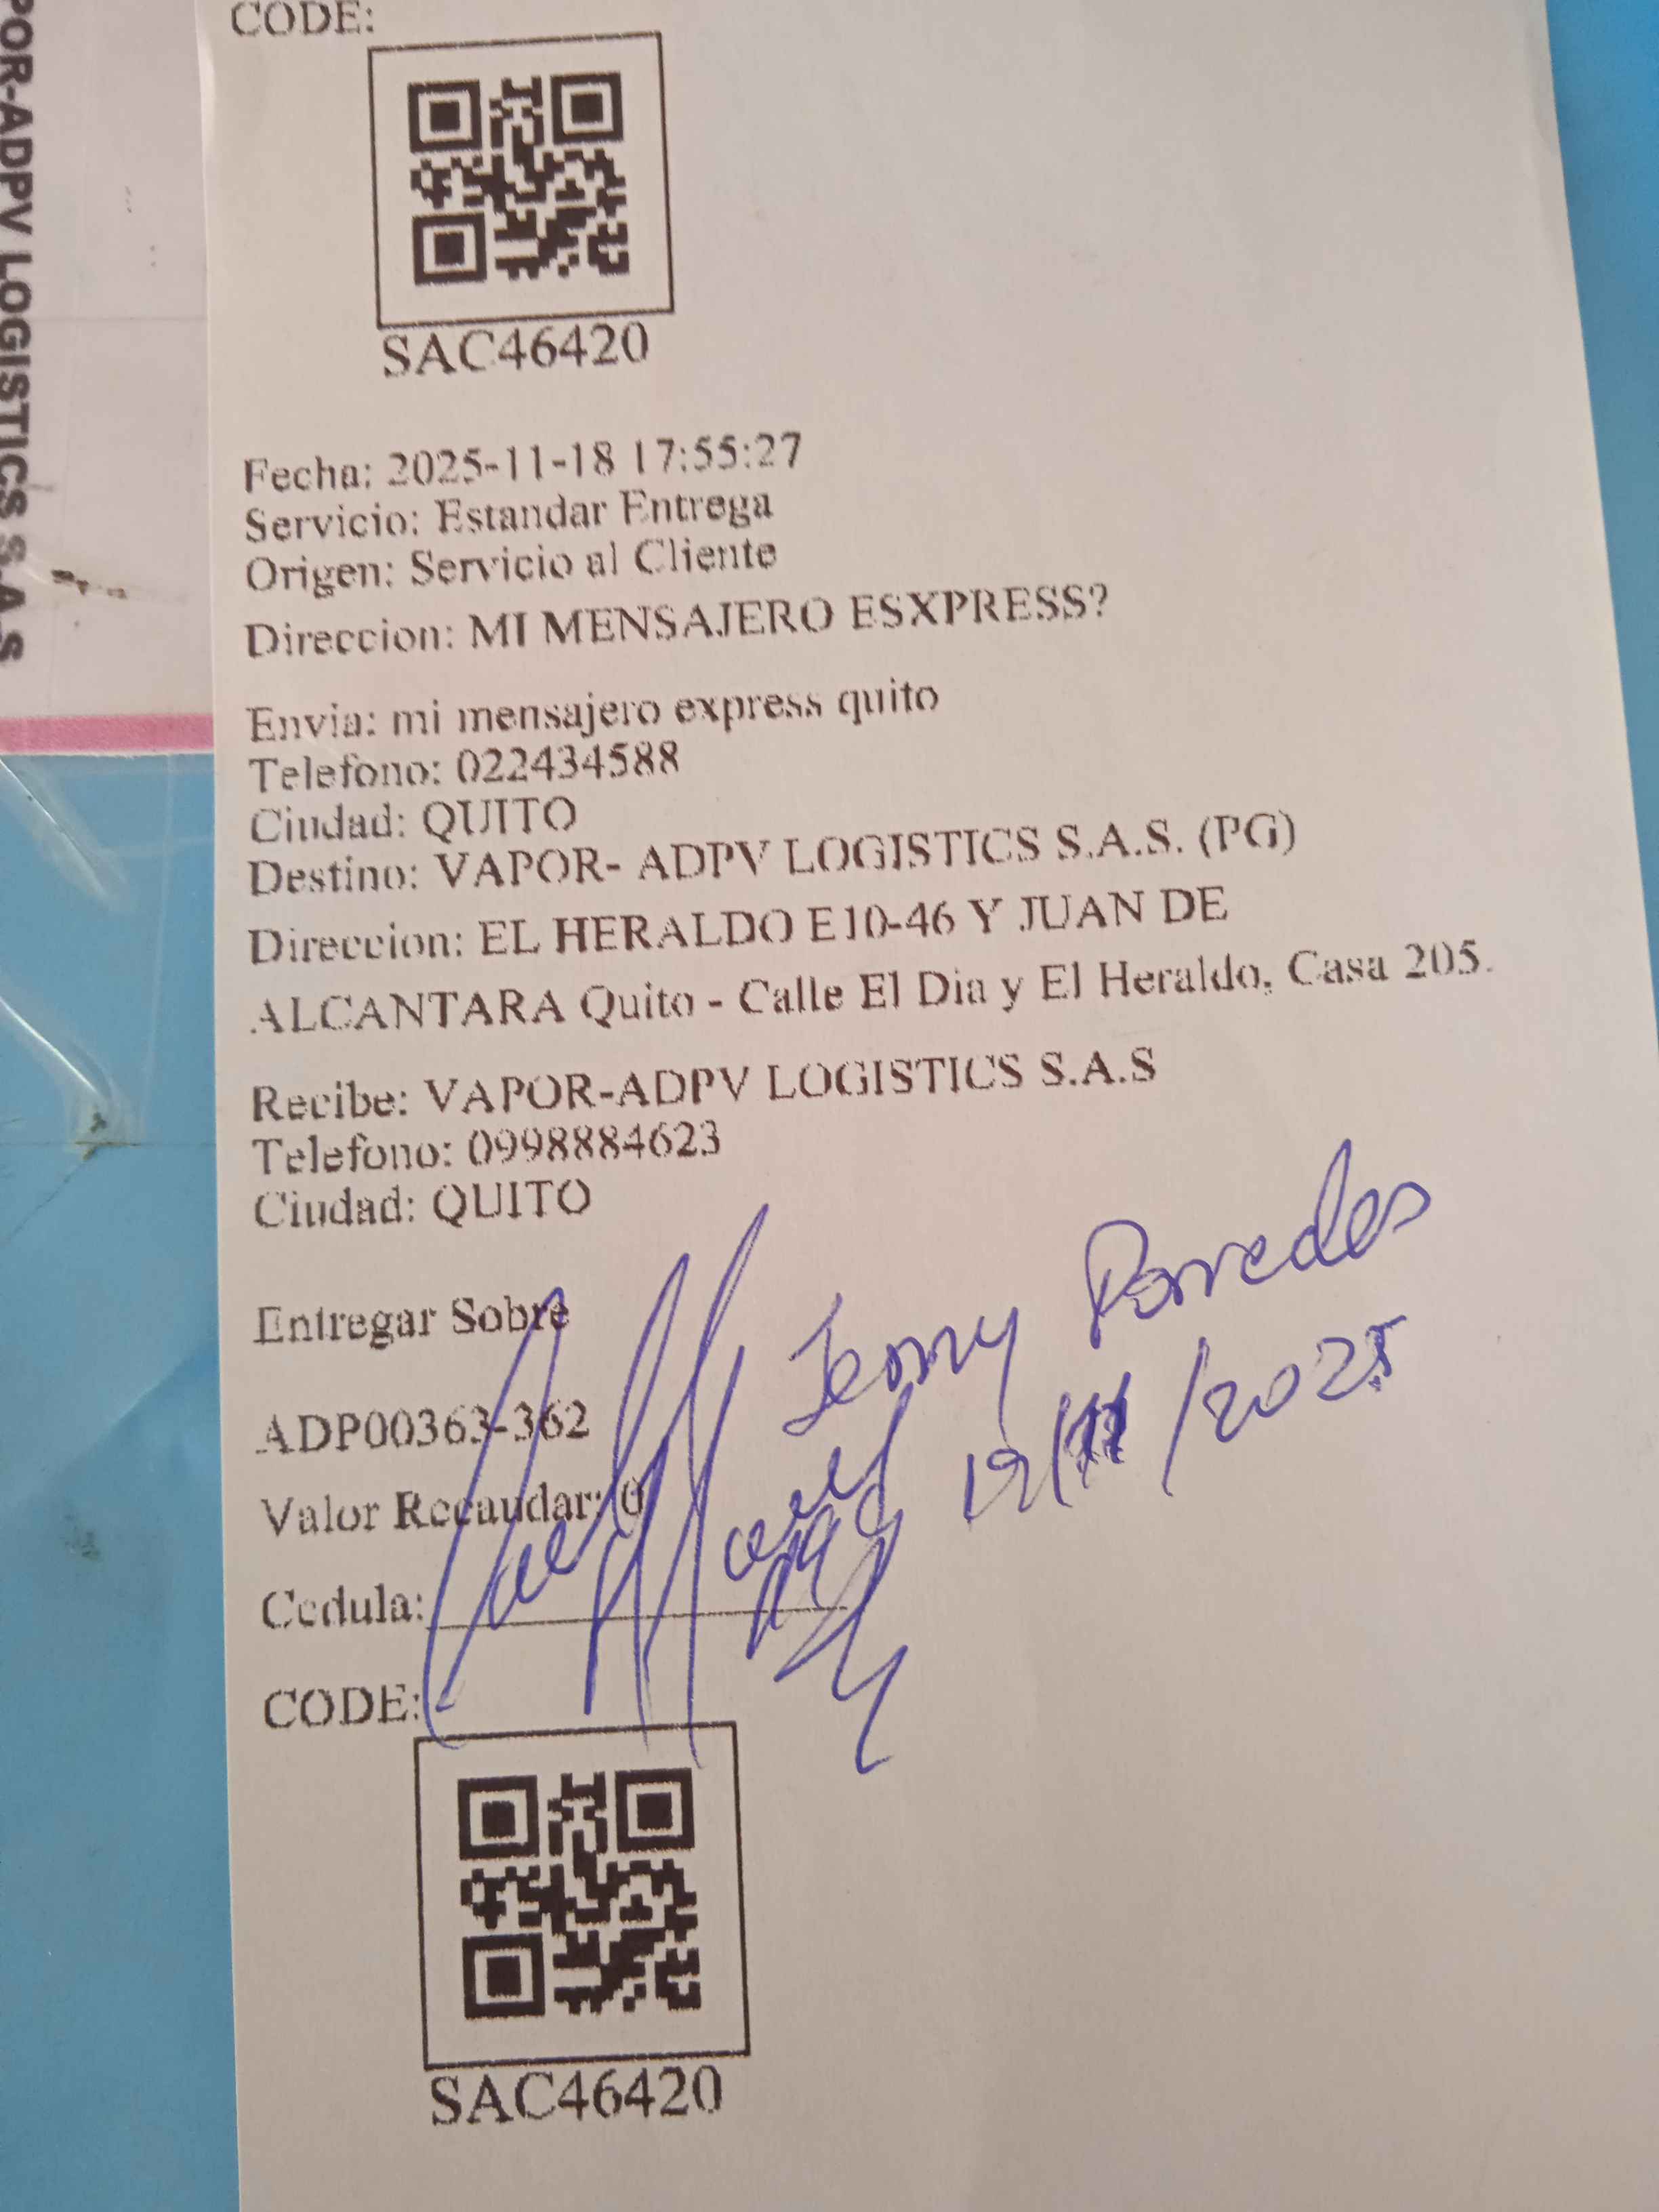 POR-ADPV LOGISTICS S.A.S
CODE:
SAC46420
Fecha: 2025-11-18 17:55:27
Servicio: Estandar Entrega
Origen: Servicio al Cliente
Direccion: MI MENSAJERO ESXPRESS?
Envia: mi mensajero express quito
Telefono: 022434588
Ciudad: QUITO
Destino: VAPOR- ADPV LOGISTICS S.A.S. (PG)
Direccion: EL HERALDO E10-46 Y JUAN DE
ALCANTARA Quito - Calle El Dia y El Heraldo, Casa 205.
Recibe: VAPOR-ADPV LOGISTICS S.A.S
Telefono: 0998884623
Ciudad: QUITO
Entregar Sobre
Paredes
19/11/2025
ADP00363-362
Valor Recaudar: 0
Cedula:
CODE:
SAC46420